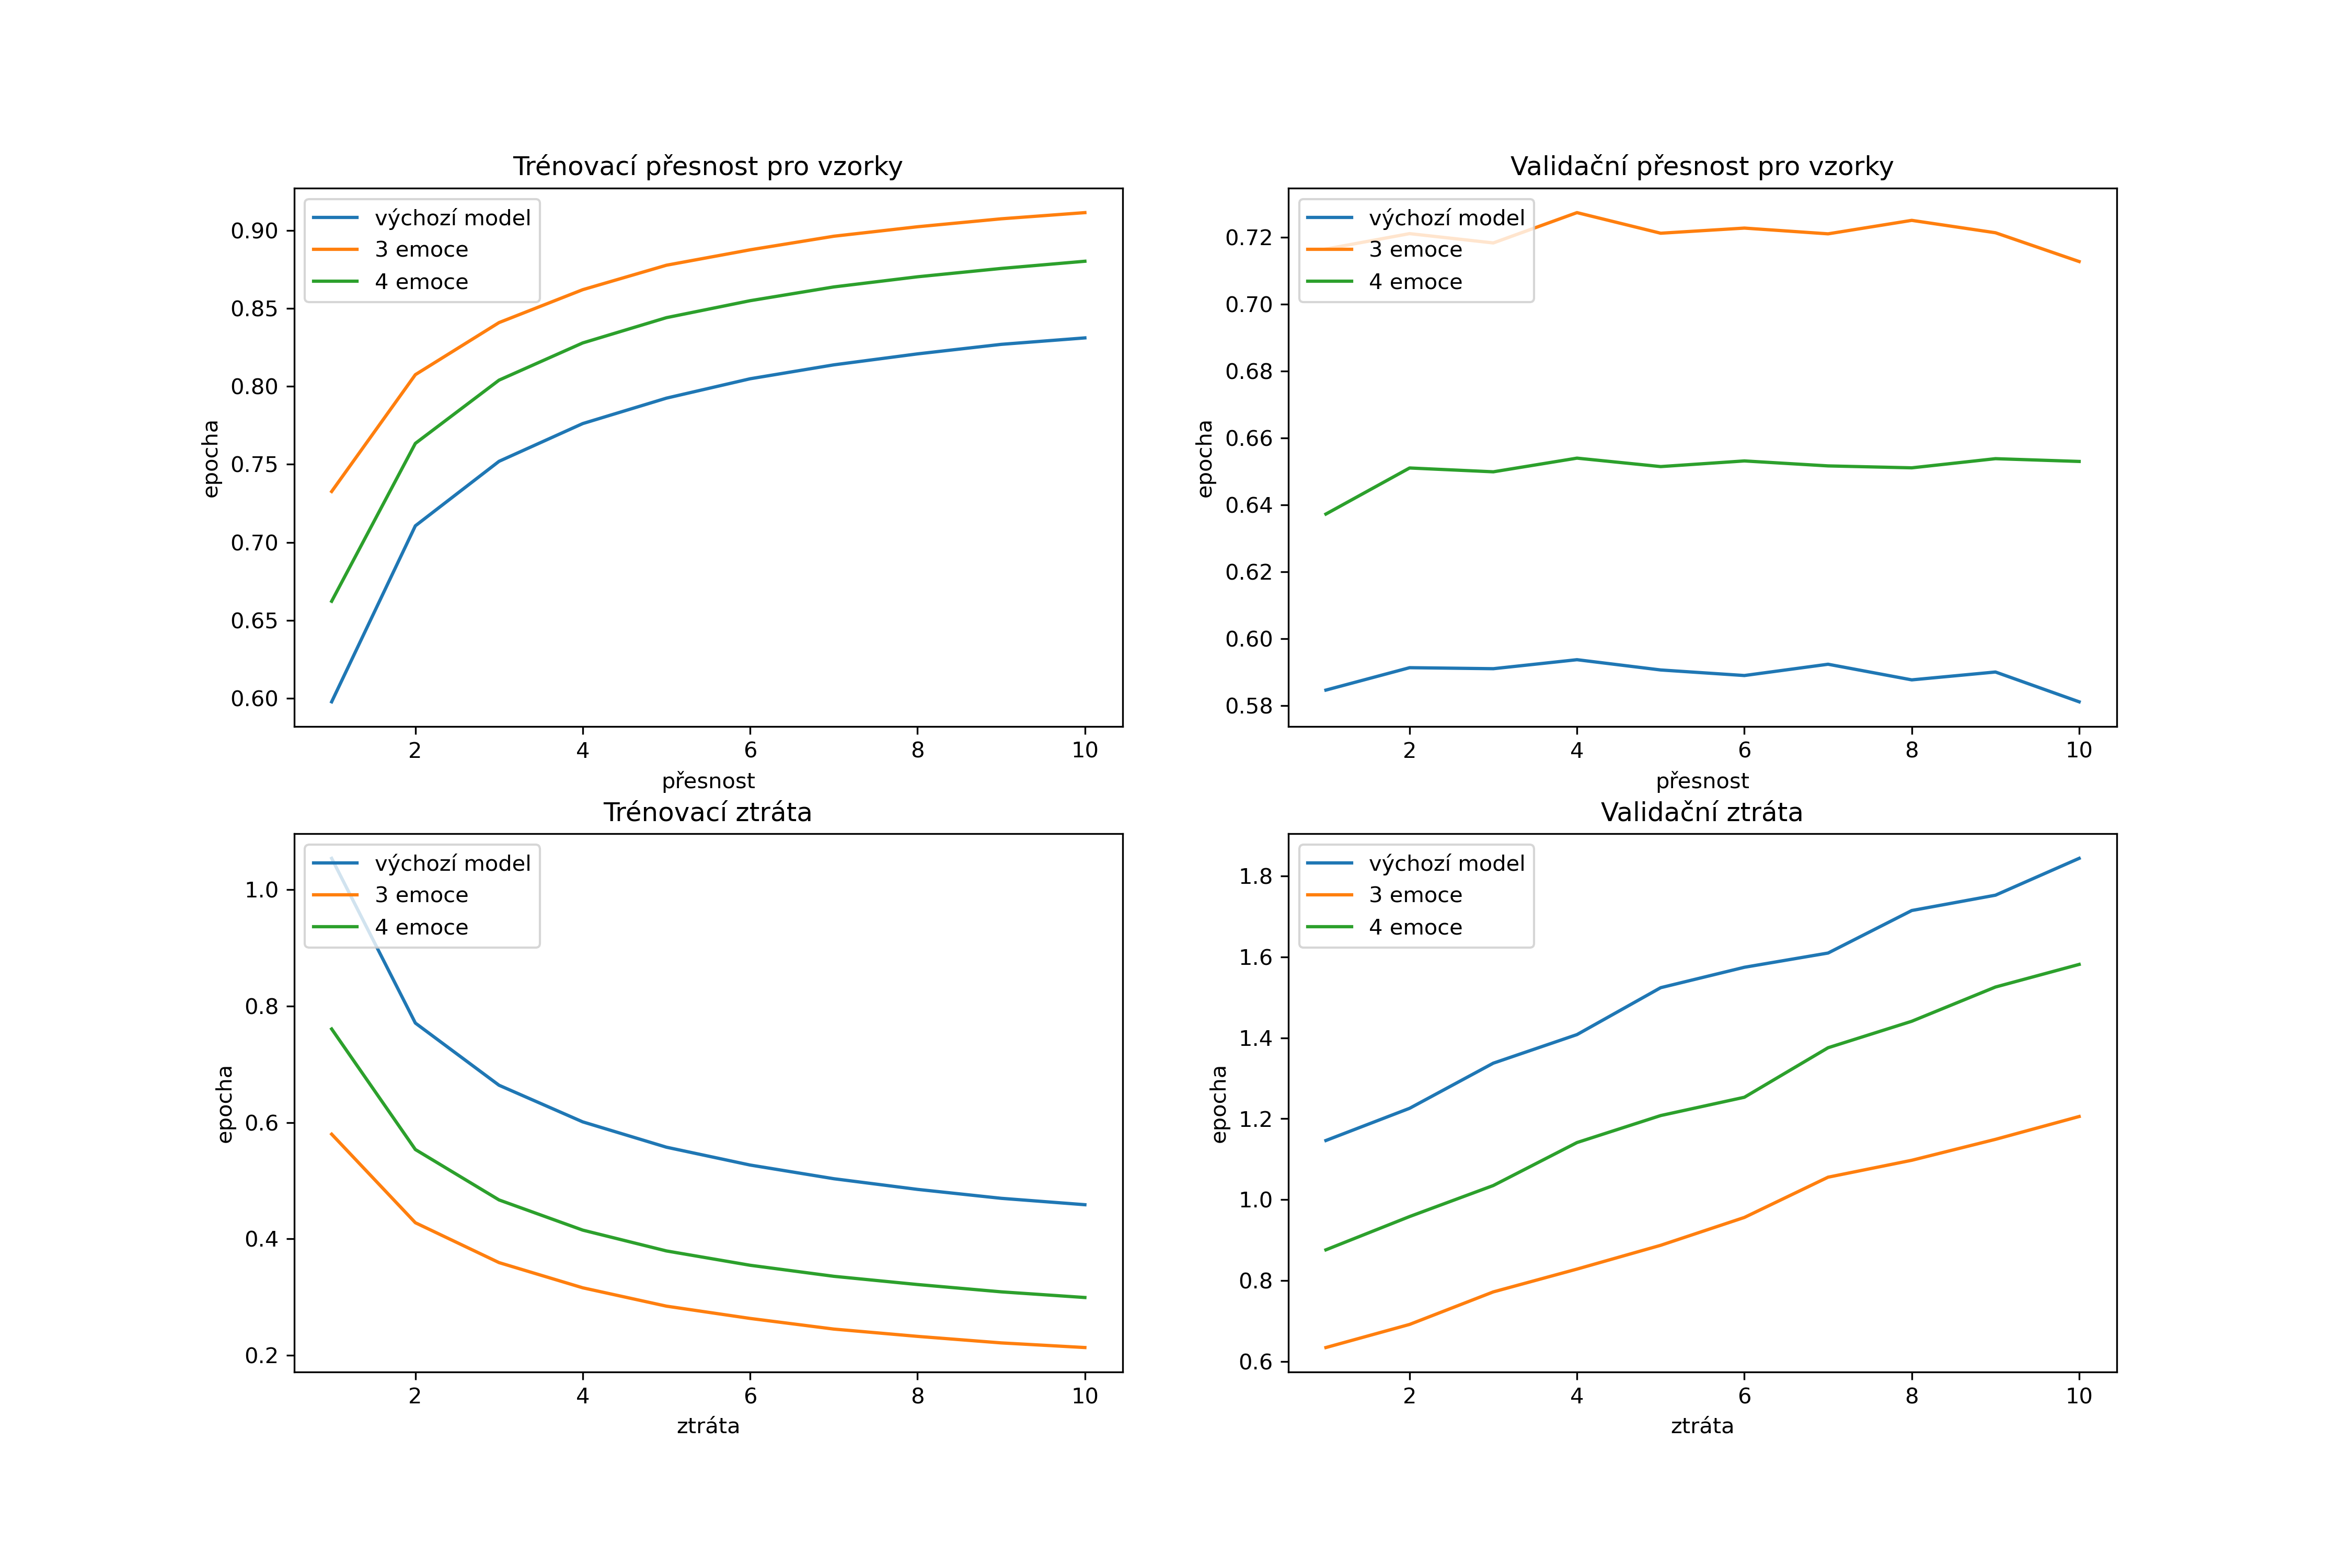 Trénovací přesnost pro vzorky
výchozí model
3 emoce
4 emoce
0.90
0.85
0.80
0.75
0.70
0.65
0.60
epocha
2 4 6 8 10
přesnost
Validační přesnost pro vzorky
výchozí model
3 emoce
4 emoce
0.72
0.70
0.68
0.66
0.64
0.62
0.60
0.58
epocha
2 4 6 8 10
přesnost
Trénovací ztráta
výchozí model
3 emoce
4 emoce
1.0
0.8
0.6
0.4
0.2
epocha
2 4 6 8 10
ztráta
Validační ztráta
výchozí model
3 emoce
4 emoce
1.8
1.6
1.4
1.2
1.0
0.8
0.6
epocha
2 4 6 8 10
ztráta